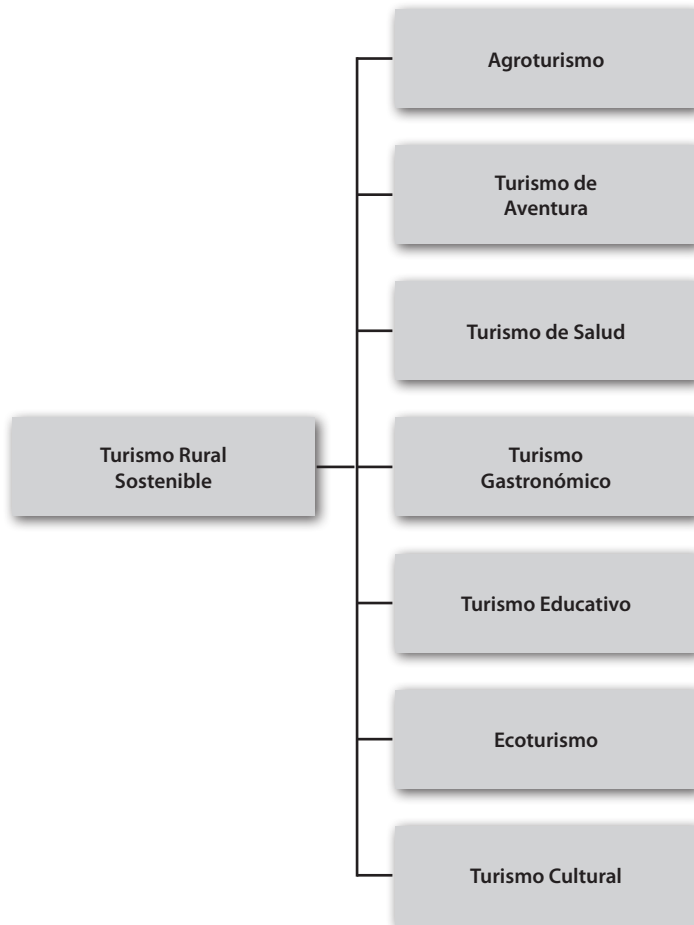 Agroturismo
Turismo de
Aventura
Turismo de Salud
Turismo Rural
Sostenible
Turismo
Gastronómico
Turismo Educativo
Ecoturismo
Turismo Cultural